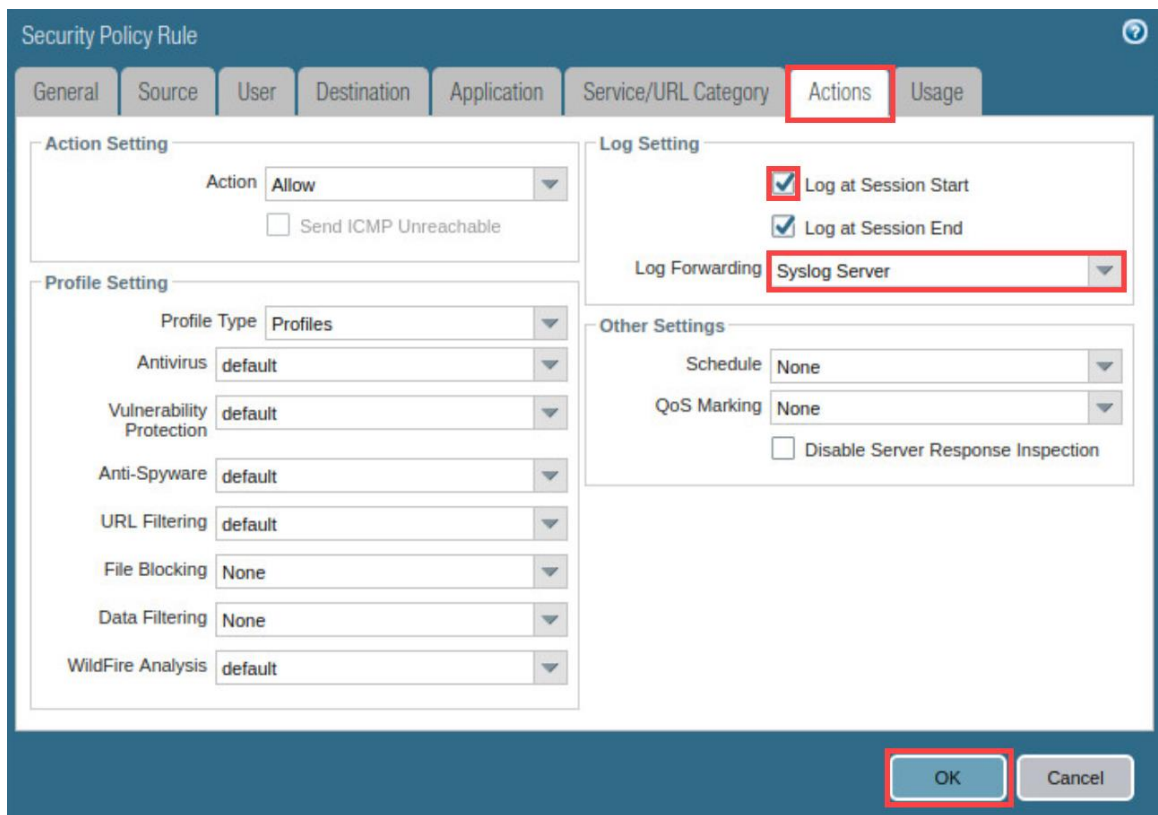 Security Policy Rule
General Source User Destination Application Service/URL Category Actions Usage
Action Setting
Action Allow
Send ICMP Unreachable
Profile Setting
Profile Type Profiles
Antivirus default
Vulnerability
Protection default
Anti-Spyware default
URL Filtering default
File Blocking None
Data Filtering None
WildFire Analysis default
Log Setting
Log at Session Start
Log at Session End
Log Forwarding Syslog Server
Other Settings
Schedule None
QoS Marking None
Disable Server Response Inspection
OK Cancel